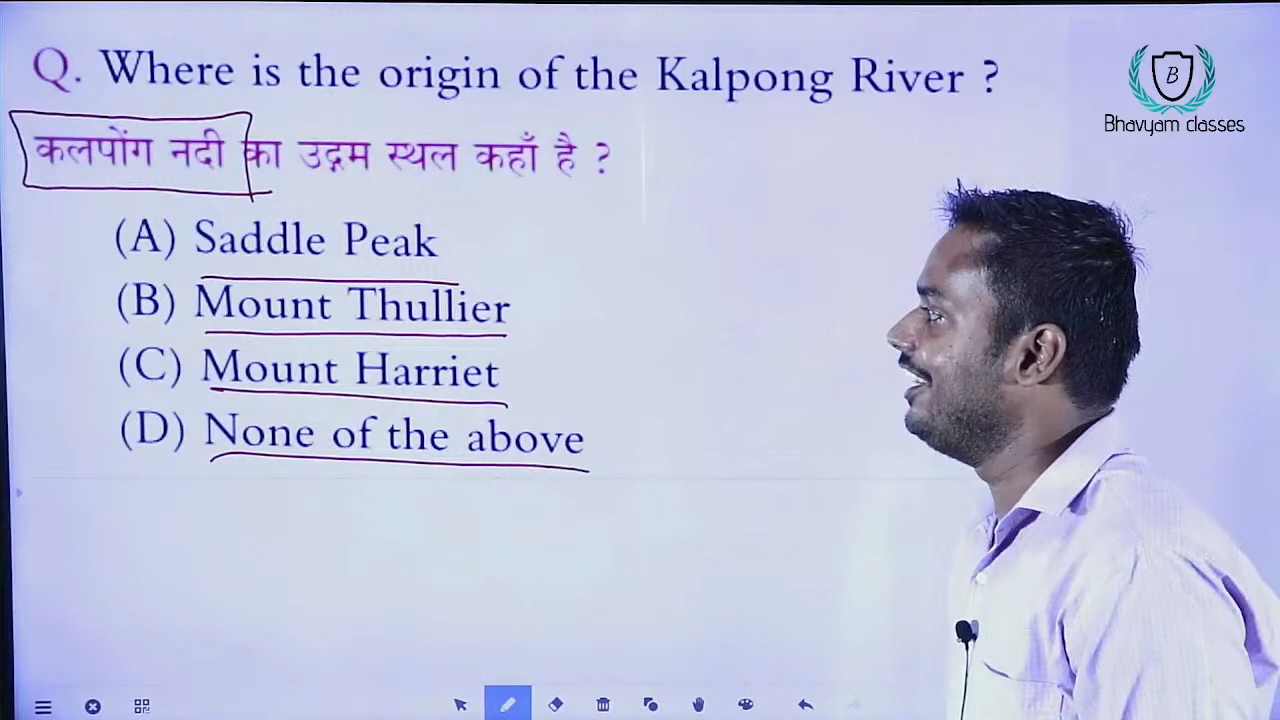 Q. Where is the origin of the Kalpong River ?
कलपोंग नदी का उद्गम स्थल कहाँ है ?
(A) Saddle Peak
(B) Mount Thullier
(C) Mount Harriet
(D) None of the above
B
Bhavyam classes